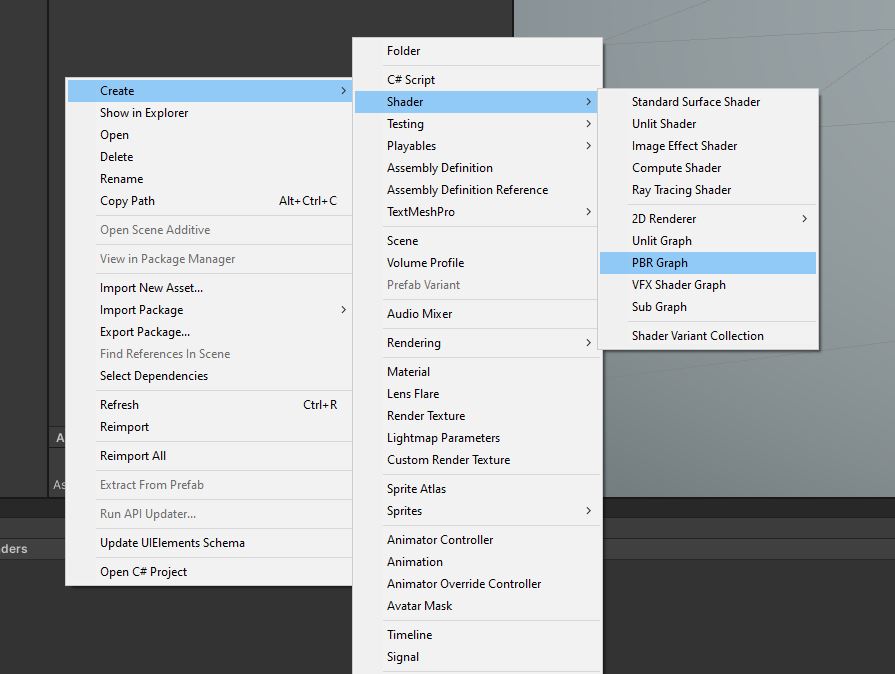 Create
Show in Explorer
Open
Delete
Rename
Copy Path Alt+Ctrl+C
Open Scene Additive
View in Package Manager
Import New Asset...
Import Package
Export Package...
Find References In Scene
Select Dependencies
Refresh Ctrl+R
Reimport
Reimport All
Extract From Prefab
Run API Updater...
Update UIElements Schema
Open C# Project
Folder
C# Script
Shader
Testing
Playables
Assembly Definition
Assembly Definition Reference
TextMeshPro
Scene
Volume Profile
Prefab Variant
Audio Mixer
Rendering
Material
Lens Flare
Render Texture
Lightmap Parameters
Custom Render Texture
Sprite Atlas
Sprites
Animator Controller
Animation
Animator Override Controller
Avatar Mask
Timeline
Signal
Standard Surface Shader
Unlit Shader
Image Effect Shader
Compute Shader
Ray Tracing Shader
2D Renderer
Unlit Graph
PBR Graph
VFX Shader Graph
Sub Graph
Shader Variant Collection
A
As
ders